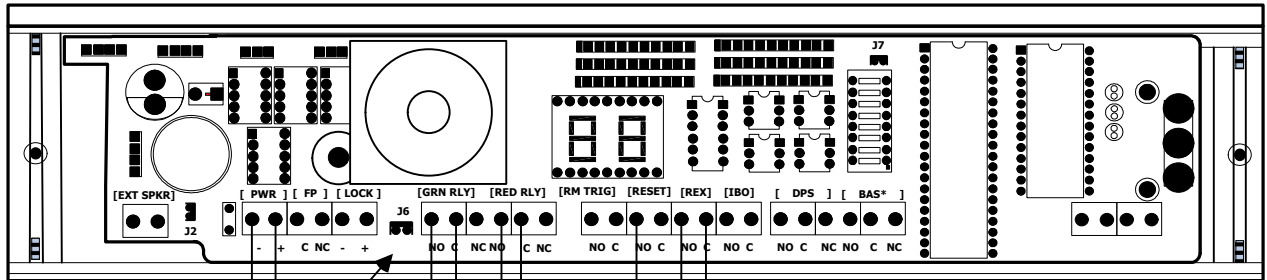 J7
[EXT SPKR]
[ PWR ] [ FP ] [ LOCK ] [GRN RLY] [RED RLY] [RM TRIG] [RESET] [REX] [IBO] [ DPS ] [ BAS* ]
J2
J6
- + C NC - + NO C NC NO C NC NO C NO C NO C NO C NO C NC NO C NC